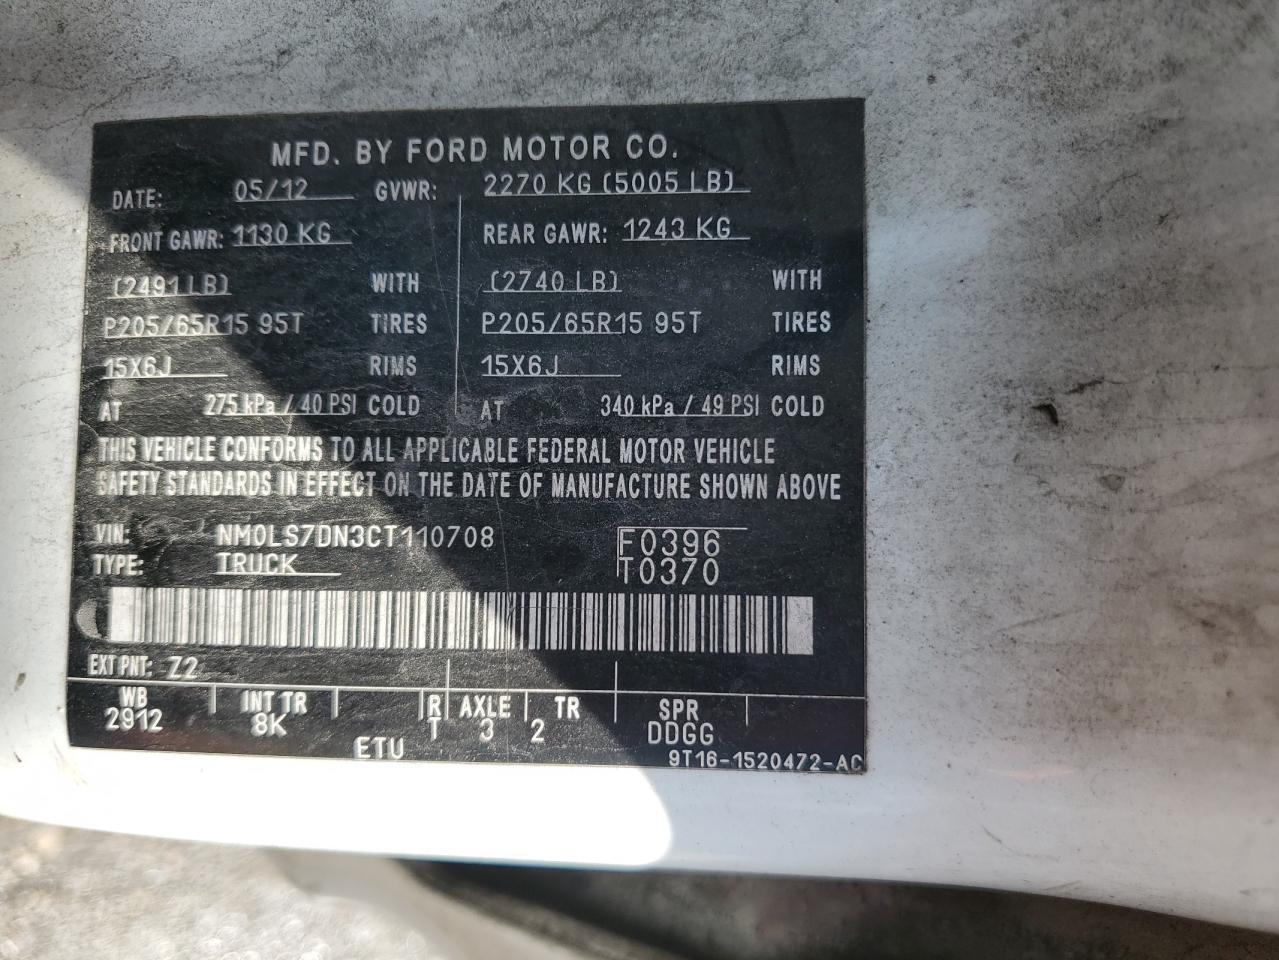 MFD. BY FORD MOTOR CO.
DATE: 05/12 GVWR: 2270 KG (5005 LB)
FRONT GAWR: 1130 KG REAR GAWR: 1243 KG
(2491 LB) WITH (2740 LB) WITH
P205/65R15 95T TIRES P205/65R15 95T TIRES
15X6J RIMS 15X6J RIMS
AT 275 kPa / 40 PSI COLD AT 340 kPa / 49 PSI COLD
THIS VEHICLE CONFORMS TO ALL APPLICABLE FEDERAL MOTOR VEHICLE
SAFETY STANDARDS IN EFFECT ON THE DATE OF MANUFACTURE SHOWN ABOVE
VIN: NM0LS7DN3CT110708 F0396
TYPE: TRUCK T0370
EXT PNT: Z2
WB INT TR R AXLE TR SPR
2912 8K T 3 2 DDGG
ETU 9T16-1520472-AC